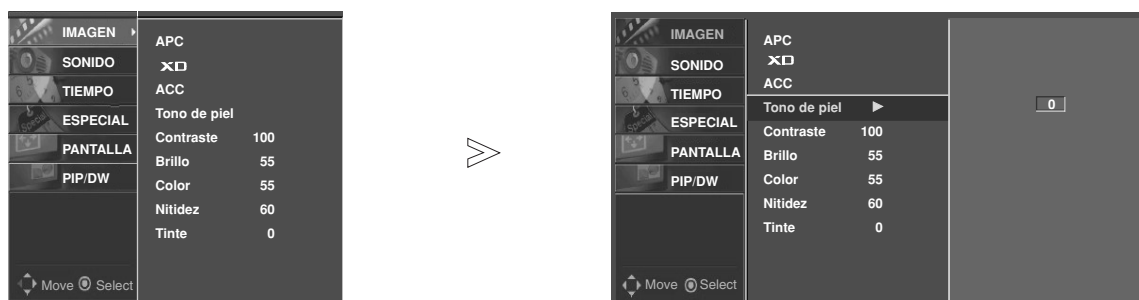 IMAGEN
SONIDO
TIEMPO
ESPECIAL
PANTALLA
PIP/DW
Move Select
APC
XD
ACC
Tono de piel
Contraste 100
Brillo 55
Color 55
Nitidez 60
Tinte 0
IMAGEN
SONIDO
TIEMPO
ESPECIAL
PANTALLA
PIP/DW
Move Select
APC
XD
ACC
Tono de piel
Contraste 100
Brillo 55
Color 55
Nitidez 60
Tinte 0
0